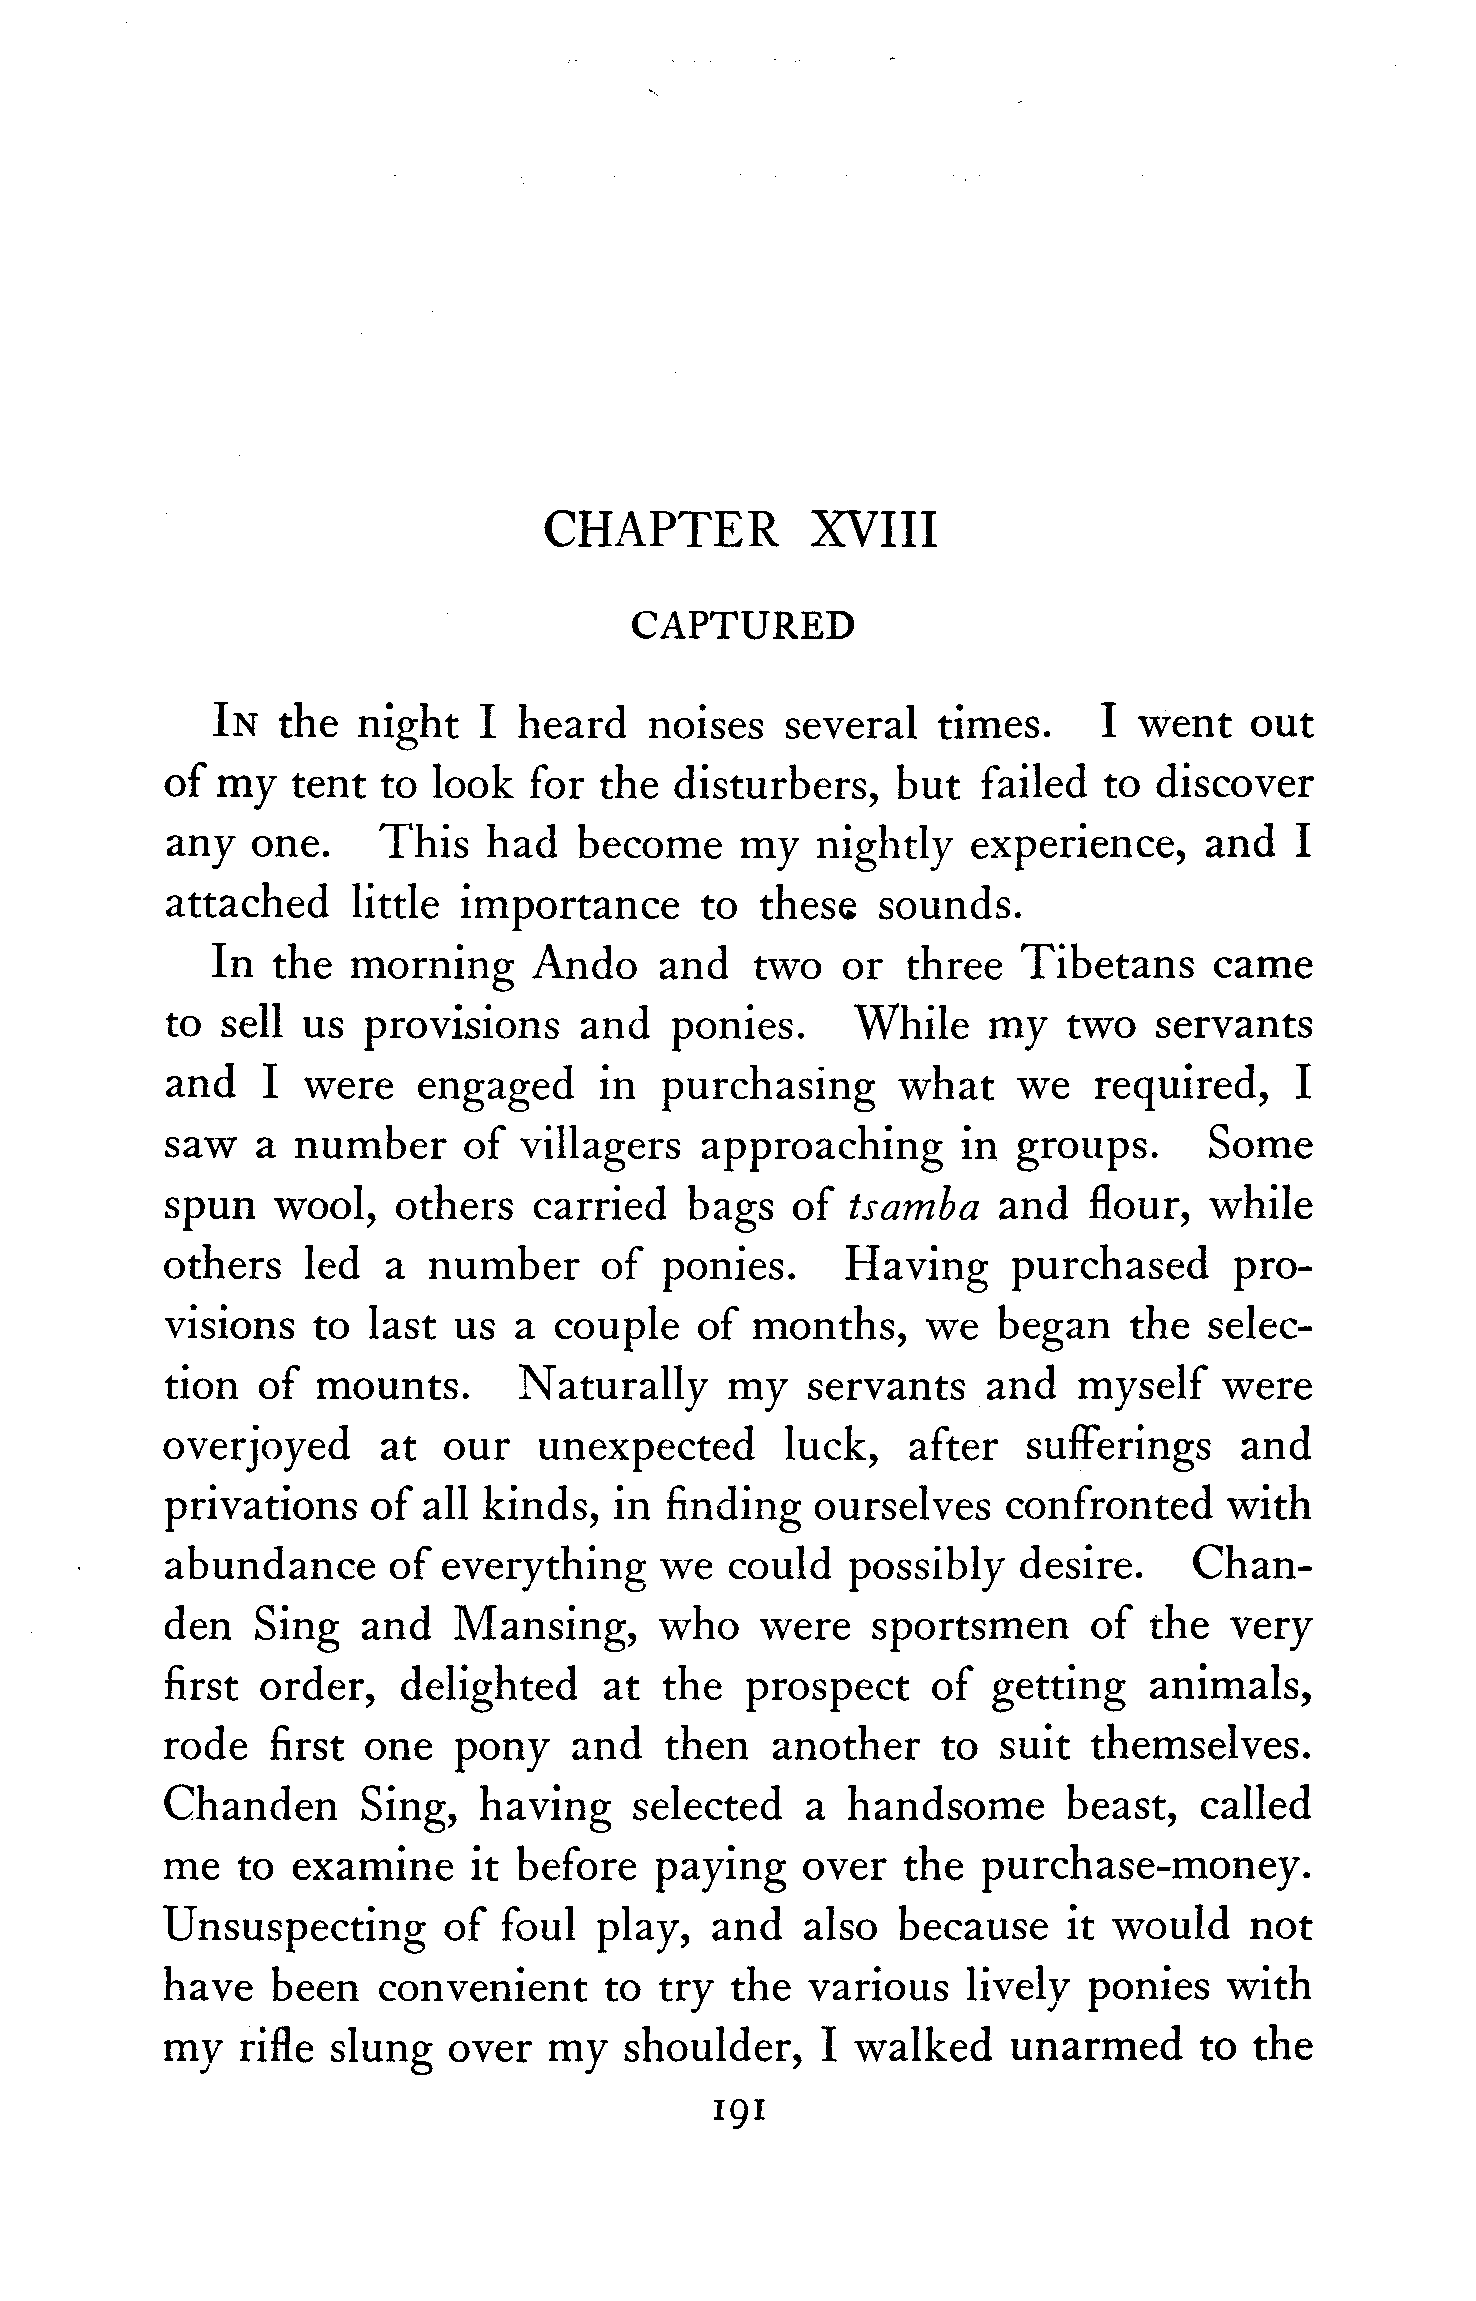 CHAPTER XVIII
CAPTURED
IN the night I heard noises several times. I went out
of my tent to look for the disturbers, but failed to discover
any one. This had become my nightly experience, and I
attached little importance to these sounds.
In the morning Ando and two or three Tibetans came
to sell us provisions and ponies. While my two servants
and I were engaged in purchasing what we required, I
saw a number of villagers approaching in groups. Some
spun wool, others carried bags of tsamba and flour, while
others led a number of ponies. Having purchased pro-
visions to last us a couple of months, we began the selec-
tion of mounts. Naturally my servants and myself were
overjoyed at our unexpected luck, after sufferings and
privations of all kinds, in finding ourselves confronted with
abundance of everything we could possibly desire. Chan-
den Sing and Mansing, who were sportsmen of the very
first order, delighted at the prospect of getting animals,
rode first one pony and then another to suit themselves.
Chanden Sing, having selected a handsome beast, called
me to examine it before paying over the purchase-money.
Unsuspecting of foul play, and also because it would not
have been convenient to try the various lively ponies with
my rifle slung over my shoulder, I walked unarmed to the
191